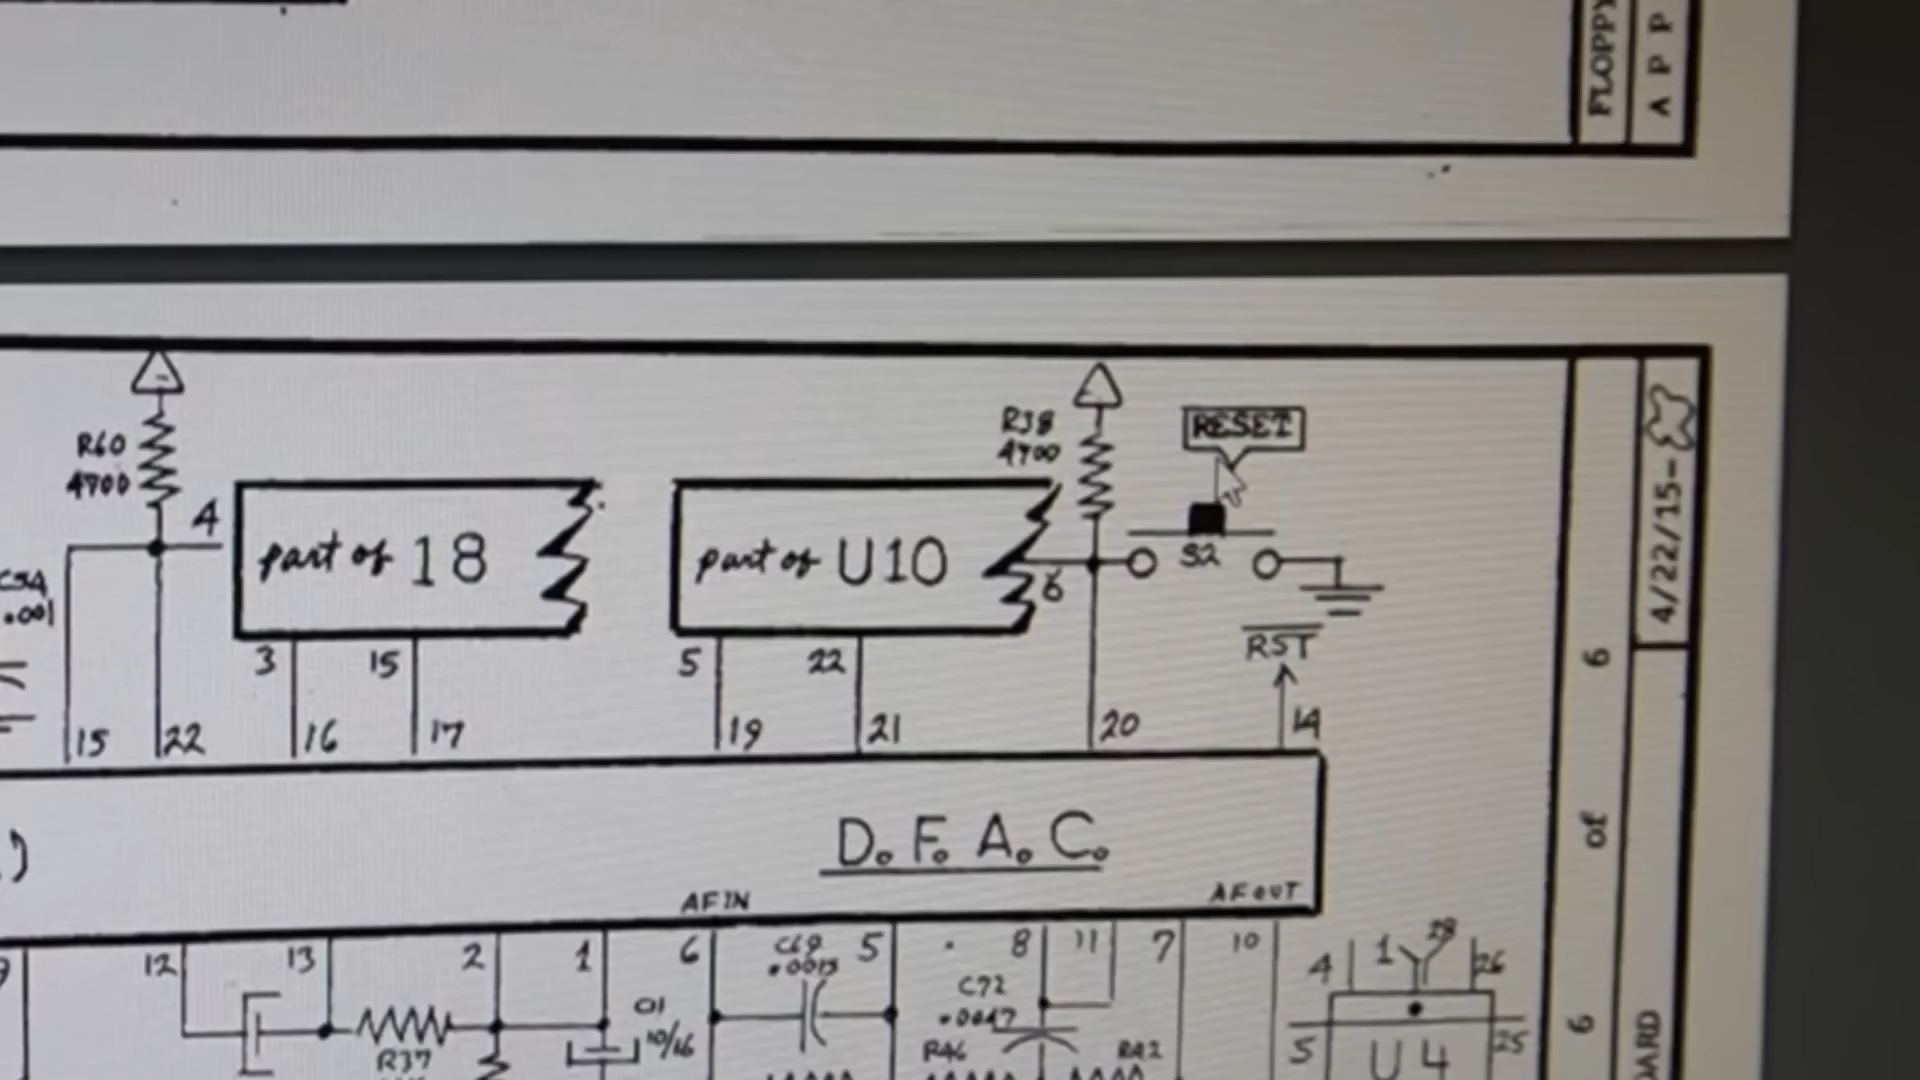 FLOPPY
A P P
R60
4700
4
part of 18
part of U10
R38
4700
RESET
S2
6
.001
3
15
5
22
RST
15
22
16
17
19
21
20
14
D.F.A.C.
AFIN
AFOUT
12
13
2
1
6
C69
.0015
5
8
11
7
10
C72
.0047
R37
10/16
R46
R42
4
1
28
26
5
U4
25
4/22/15-
6
of
6